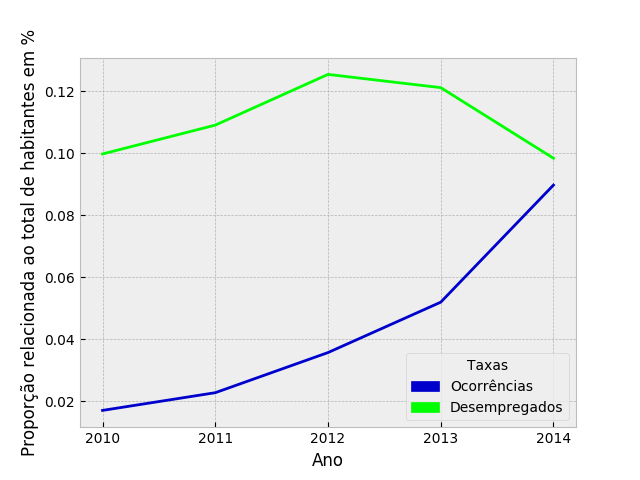 Proporção relacionada ao total de habitantes em %
0.12
0.10
0.08
0.06
0.04
0.02
Taxas
Ocorrências
Desempregados
2010 2011 2012 2013 2014
Ano